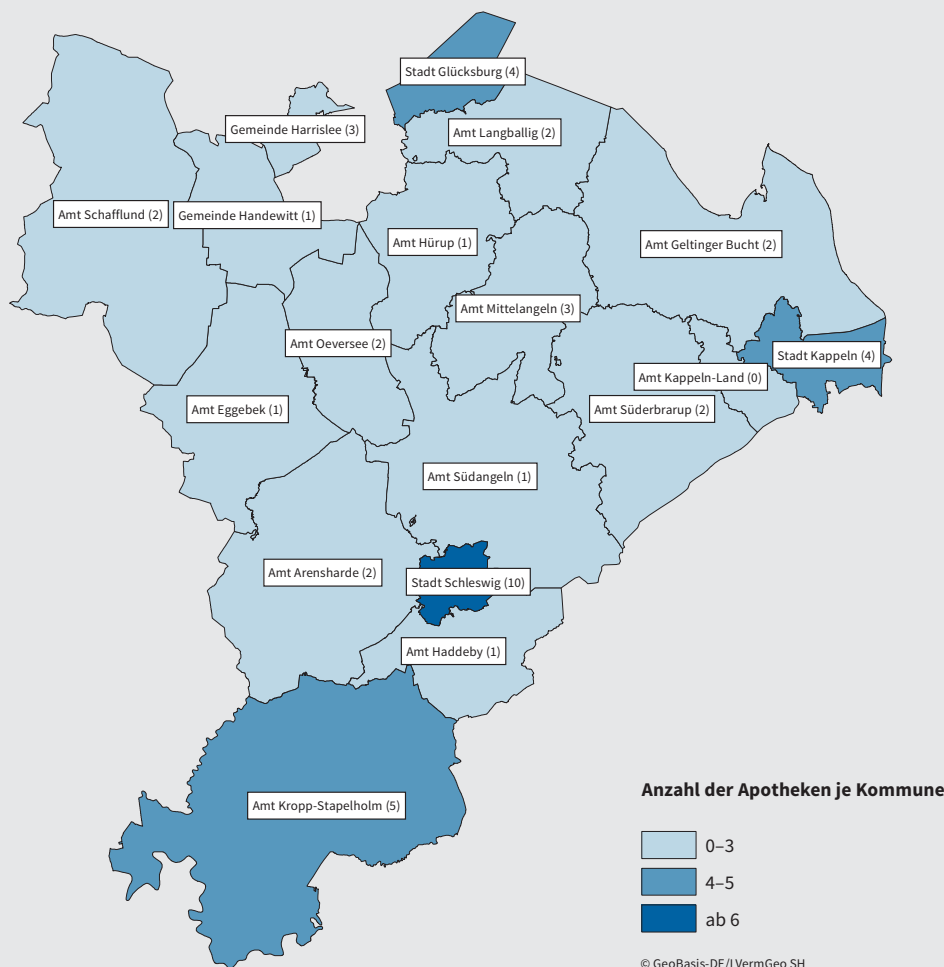 Stadt Glücksburg (4)
Gemeinde Harrislee (3)
Amt Langballig (2)
Amt Schafflund (2)
Gemeinde Handewitt (1)
Amt Hürup (1)
Amt Geltinger Bucht (2)
Amt Mittelangeln (3)
Amt Oeversee (2)
Stadt Kappeln (4)
Amt Kappeln-Land (0)
Amt Eggebek (1)
Amt Süderbrarup (2)
Amt Südangeln (1)
Amt Arensharde (2)
Stadt Schleswig (10)
Amt Haddeby (1)
Amt Kropp-Stapelholm (5)
Anzahl der Apotheken je Kommune
0–3
4–5
ab 6
© GeoBasis-DE/LVermGeo SH